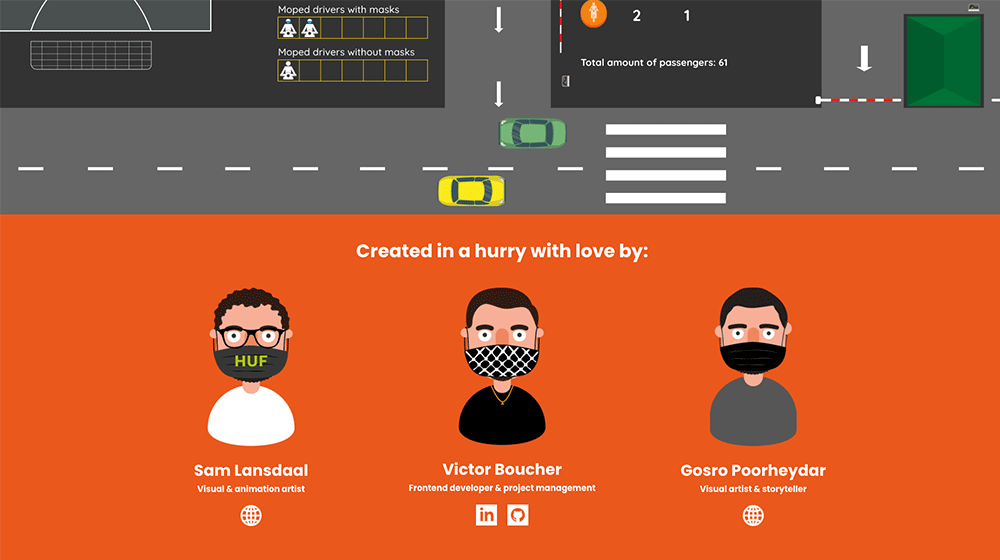 Moped drivers with masks
Moped drivers without masks
2 1
Total amount of passengers: 61
Created in a hurry with love by:
HUF
Sam Lansdaal
Visual & animation artist
Victor Boucher
Frontend developer & project management
in
Gosro Poorheydar
Visual artist & storyteller